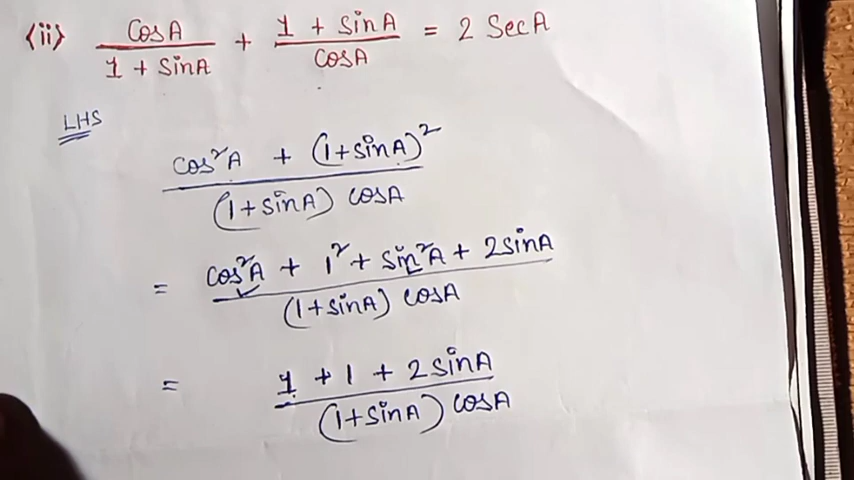 (ii) CosA / 1 + SinA + 1 + SinA / COSA = 2 SecA
LHS
cos²A + (1+sinA)² / (1+sinA) cosA
= cos²A + 1² + sin²A + 2sinA / (1+sinA) cosA
= 1 + 1 + 2sinA / (1+sinA) cosA